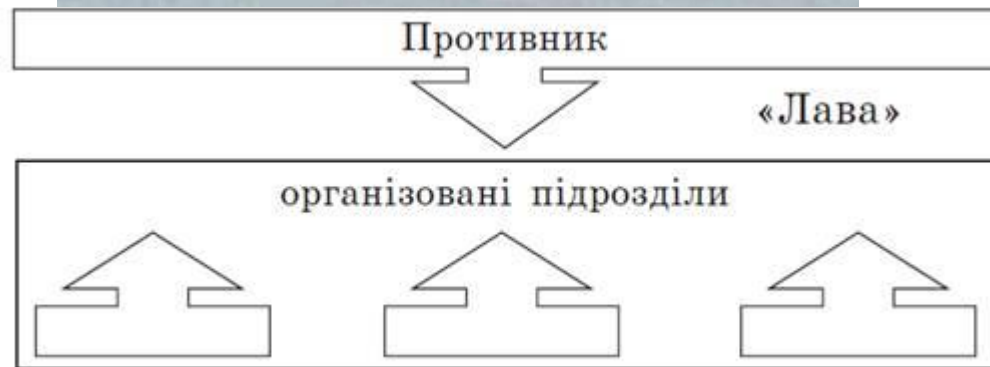 Противник
«Лава»
організовані підрозділи